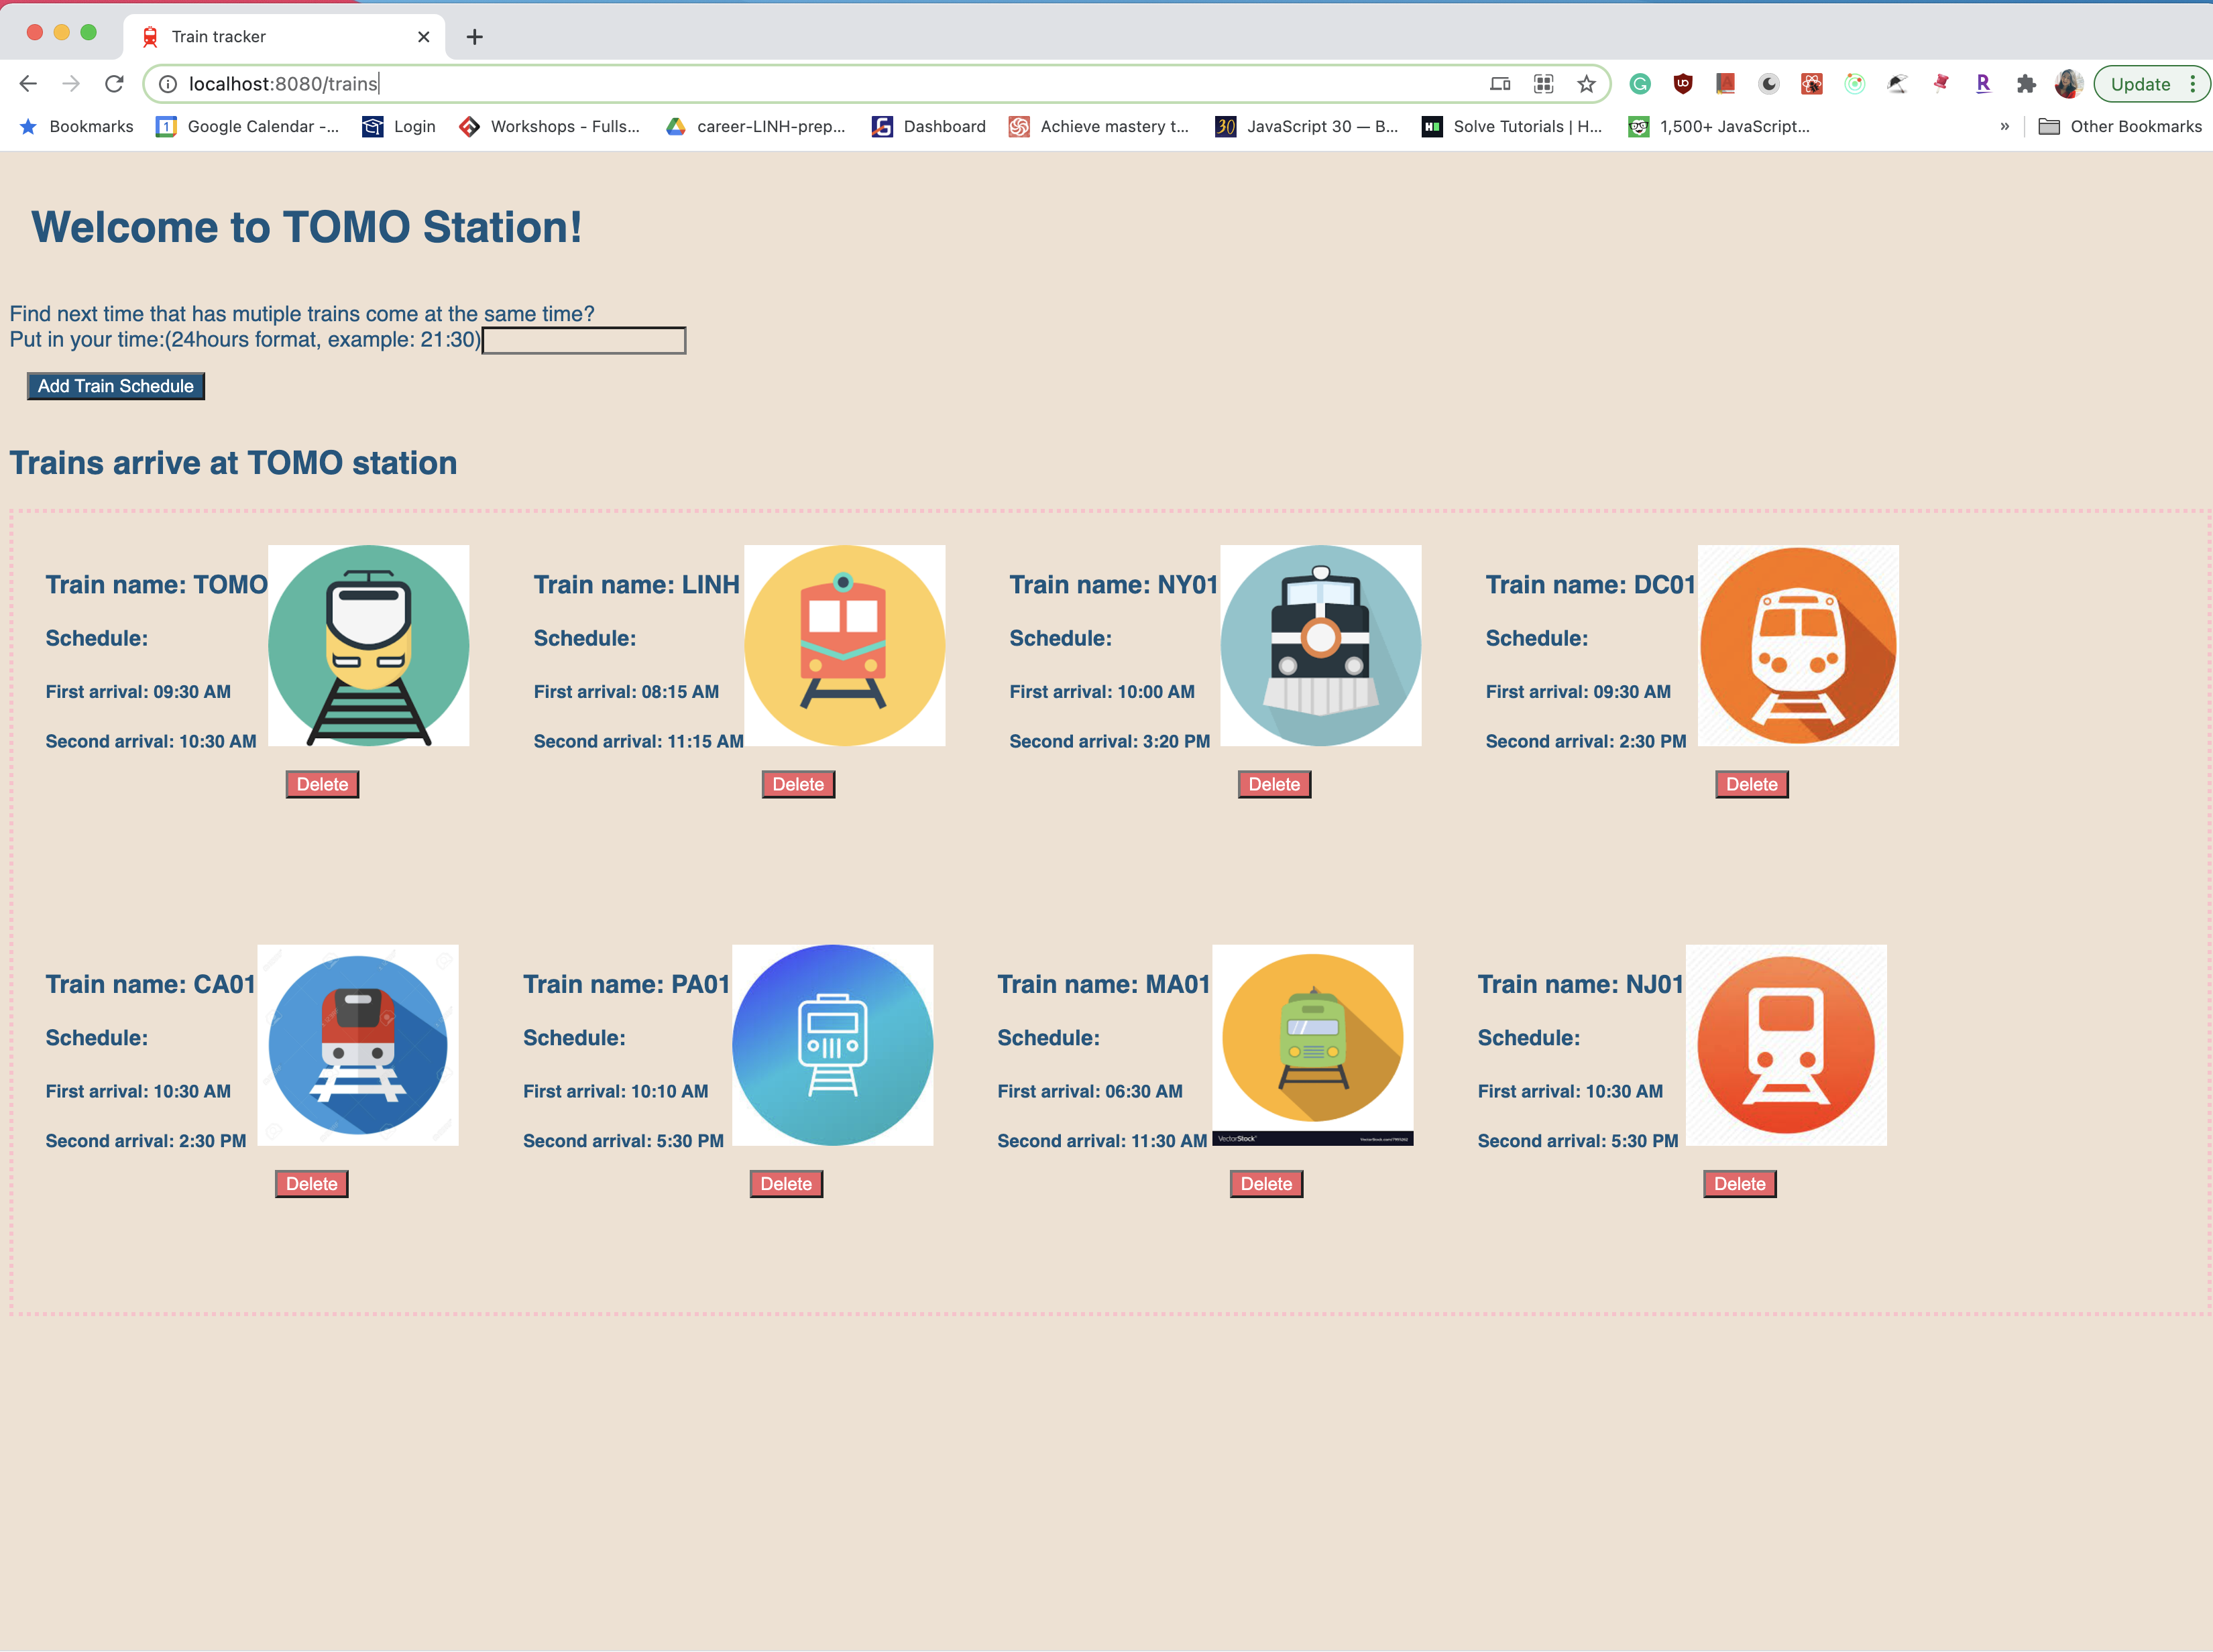 Train tracker
localhost:8080/trains
Update
Bookmarks
Google Calendar -...
Login
Workshops - Fulls...
career-LINH-prep...
Dashboard
Achieve mastery t...
30 JavaScript 30 — B...
Solve Tutorials | H...
1,500+ JavaScript...
»
Other Bookmarks
Welcome to TOMO Station!
Find next time that has mutiple trains come at the same time?
Put in your time:(24hours format, example: 21:30)
Add Train Schedule
Trains arrive at TOMO station
Train name: TOMO
Schedule:
First arrival: 09:30 AM
Second arrival: 10:30 AM
Delete
Train name: LINH
Schedule:
First arrival: 08:15 AM
Second arrival: 11:15 AM
Delete
Train name: NY01
Schedule:
First arrival: 10:00 AM
Second arrival: 3:20 PM
Delete
Train name: DC01
Schedule:
First arrival: 09:30 AM
Second arrival: 2:30 PM
Delete
Train name: CA01
Schedule:
First arrival: 10:30 AM
Second arrival: 2:30 PM
Delete
Train name: PA01
Schedule:
First arrival: 10:10 AM
Second arrival: 5:30 PM
Delete
Train name: MA01
Schedule:
First arrival: 06:30 AM
Second arrival: 11:30 AM
VectorStock
Delete
Train name: NJ01
Schedule:
First arrival: 10:30 AM
Second arrival: 5:30 PM
Delete